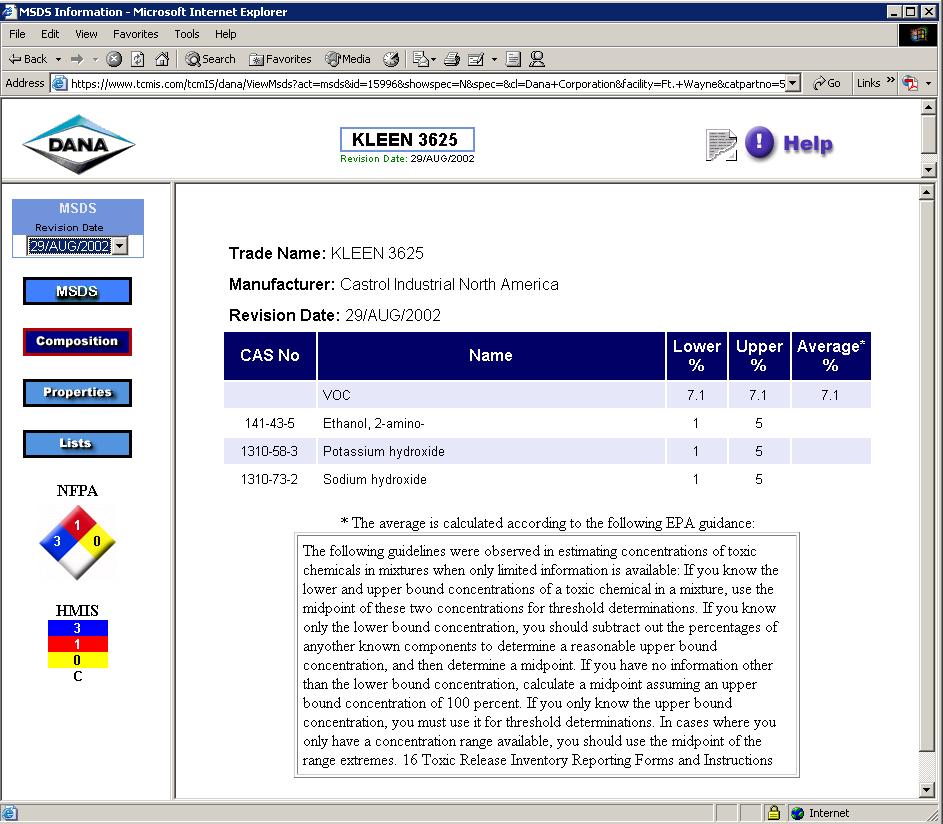 MSDS Information - Microsoft Internet Explorer
File Edit View Favorites Tools Help
Back Search Favorites Media
Address https://www.tcmis.com/tcmIS/dana/ViewMsds?act=msds&id=15996&showspec=N&spec=&cl=Dana+Corporation&facility=Ft.+Wayne&catpartno=5 Go Links »
DANA
KLEEN 3625
Revision Date: 29/AUG/2002
! Help
MSDS
Revision Date
29/AUG/2002
MSDS
Composition
Properties
Lists
NFPA
1
3 0
HMIS
3
1
0
C
Trade Name: KLEEN 3625
Manufacturer: Castrol Industrial North America
Revision Date: 29/AUG/2002
CAS No Name Lower % Upper % Average* %
VOC 7.1 7.1 7.1
141-43-5 Ethanol, 2-amino- 1 5
1310-58-3 Potassium hydroxide 1 5
1310-73-2 Sodium hydroxide 1 5
* The average is calculated according to the following EPA guidance:
The following guidelines were observed in estimating concentrations of toxic
chemicals in mixtures when only limited information is available: If you know the
lower and upper bound concentrations of a toxic chemical in a mixture, use the
midpoint of these two concentrations for threshold determinations. If you know
only the lower bound concentration, you should subtract out the percentages of
anyother known components to determine a reasonable upper bound
concentration, and then determine a midpoint. If you have no information other
than the lower bound concentration, calculate a midpoint assuming an upper
bound concentration of 100 percent. If you only know the upper bound
concentration, you must use it for threshold determinations. In cases where you
only have a concentration range available, you should use the midpoint of the
range extremes. 16 Toxic Release Inventory Reporting Forms and Instructions
Internet